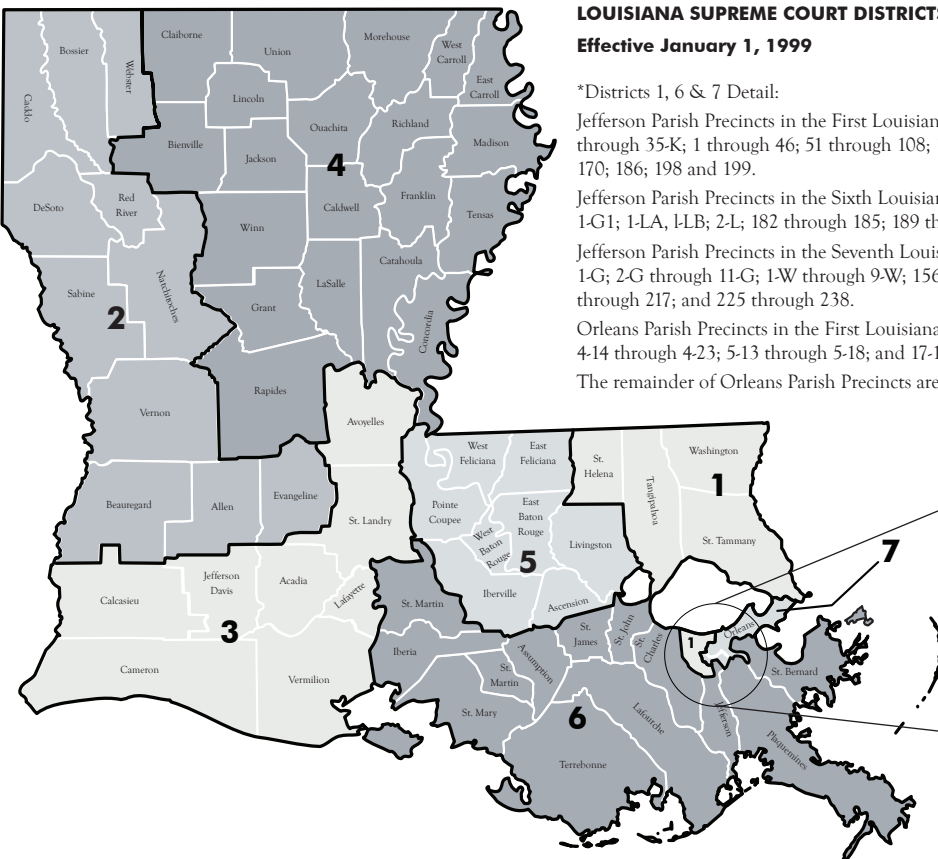 LOUISIANA SUPREME COURT DISTRICTS
Effective January 1, 1999
*Districts 1, 6 & 7 Detail:
Jefferson Parish Precincts in the First Louisian
through 35-K; 1 through 46; 51 through 108;
170; 186; 198 and 199.
Jefferson Parish Precincts in the Sixth Louisian
1-G1; 1-LA, l-LB; 2-L; 182 through 185; 189 th
Jefferson Parish Precincts in the Seventh Louis
1-G; 2-G through 11-G; 1-W through 9-W; 156
through 217; and 225 through 238.
Orleans Parish Precincts in the First Louisiana
4-14 through 4-23; 5-13 through 5-18; and 17-1
The remainder of Orleans Parish Precincts are
Caddo
Bossier
Webster
Claiborne
Union
Morehouse
West
Carroll
East
Carroll
Lincoln
Ouachita
Richland
Madison
Bienville
Jackson
4
DeSoto
Red
River
Winn
Caldwell
Franklin
Tensas
Sabine
2
Natchitoches
Grant
LaSalle
Catahoula
Concordia
Vernon
Rapides
Avoyelles
Beauregard
Allen
Evangeline
St. Landry
West
Feliciana
East
Feliciana
St.
Helena
Tangipahoa
Washington
1
St. Tammany
Pointe
Coupee
West
Baton
Rouge
East
Baton
Rouge
5
Livingston
Iberville
Ascension
7
Calcasieu
Jefferson
Davis
Acadia
Lafayette
3
Cameron
Vermilion
St. Martin
Iberia
St.
Martin
St. Mary
Assumption
St.
James
St. John
St.
Charles
1
Orleans
St. Bernard
6
Lafourche
Jefferson
Plaquemines
Terrebonne